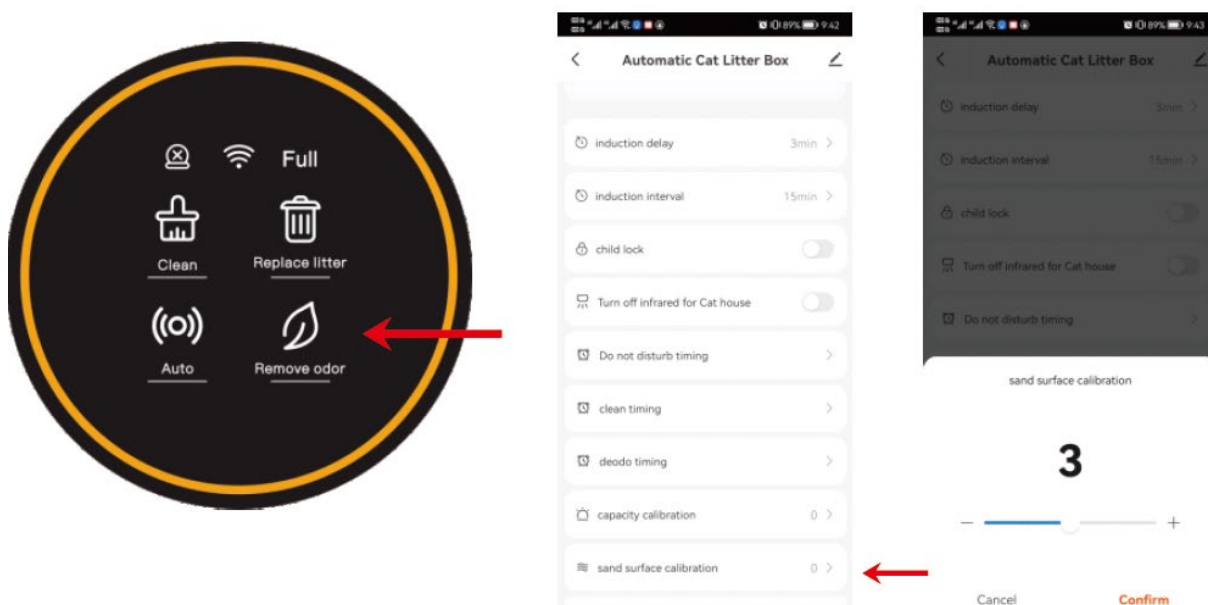 Full
Clean
Replace litter
Auto
Remove odor
89% 9:42
Automatic Cat Litter Box
induction delay 3min
induction interval 15min
child lock
Turn off infrared for Cat house
Do not disturb timing
clean timing
deodo timing
capacity calibration 0
sand surface calibration 0
89% 9:43
Automatic Cat Litter Box
induction delay 3min
induction interval 15min
child lock
Turn off infrared for Cat house
Do not disturb timing
sand surface calibration
3
− +
Cancel Confirm